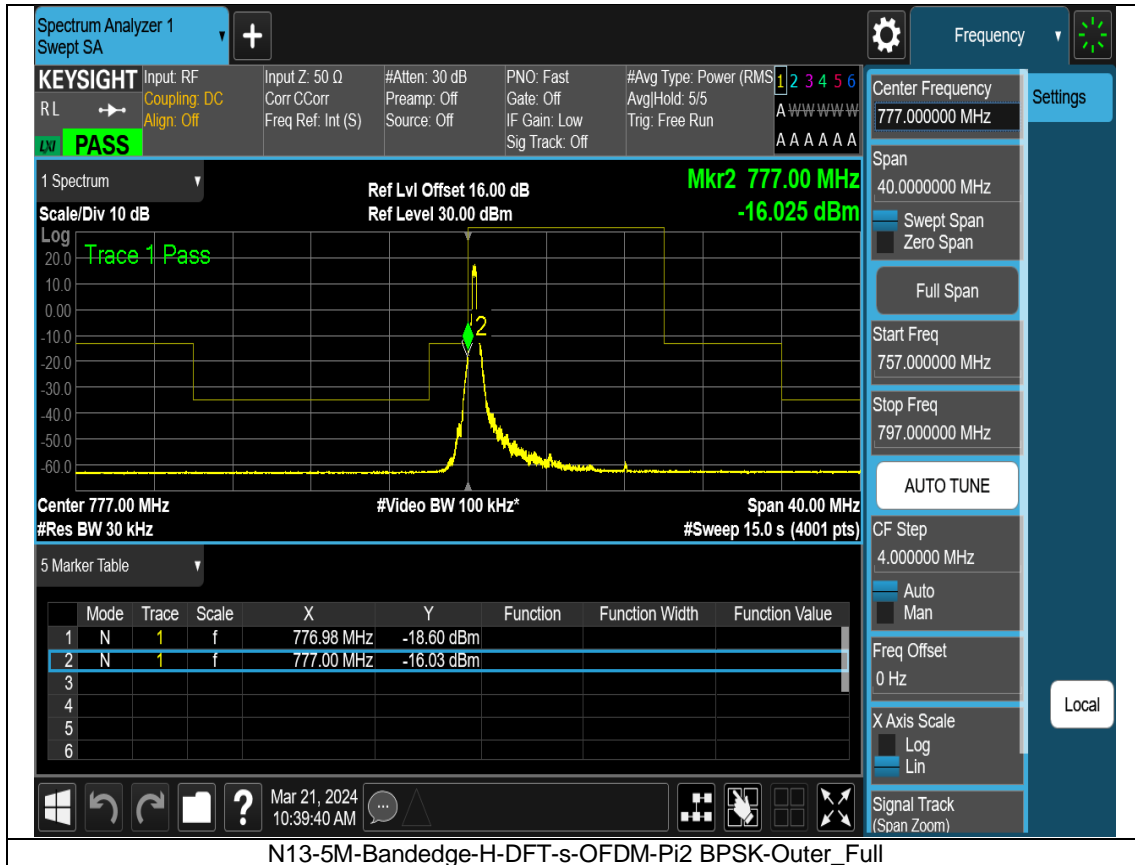 Spectrum Analyzer 1
Swept SA
+
Frequency
KEYSIGHT
RL
LXI PASS
Input: RF
Coupling: DC
Align: Off
Input Z: 50 Ω
Corr CCorr
Freq Ref: Int (S)
#Atten: 30 dB
Preamp: Off
Source: Off
PNO: Fast
Gate: Off
IF Gain: Low
Sig Track: Off
#Avg Type: Power (RMS
Avg|Hold: 5/5
Trig: Free Run
1 2 3 4 5 6
A W W W W W
A A A A A A
1 Spectrum
Scale/Div 10 dB
Ref Lvl Offset 16.00 dB
Ref Level 30.00 dBm
Mkr2 777.00 MHz
-16.025 dBm
Log
Trace 1 Pass
20.0
10.0
0.00
-10.0
-20.0
-30.0
-40.0
-50.0
-60.0
2
Center 777.00 MHz
#Res BW 30 kHz
#Video BW 100 kHz*
Span 40.00 MHz
#Sweep 15.0 s (4001 pts)
5 Marker Table
Mode Trace Scale X Y Function Function Width Function Value
1 N 1 f 776.98 MHz -18.60 dBm
2 N 1 f 777.00 MHz -16.03 dBm
3
4
5
6
Center Frequency
777.000000 MHz
Span
40.0000000 MHz
Swept Span
Zero Span
Full Span
Start Freq
757.000000 MHz
Stop Freq
797.000000 MHz
AUTO TUNE
CF Step
4.000000 MHz
Auto
Man
Freq Offset
0 Hz
X Axis Scale
Log
Lin
Signal Track
(Span Zoom)
Settings
Local
?
Mar 21, 2024
10:39:40 AM
N13-5M-Bandedge-H-DFT-s-OFDM-Pi2 BPSK-Outer_Full